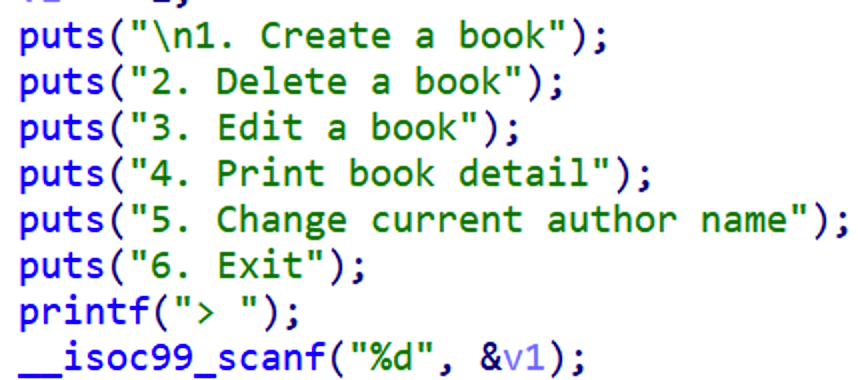 puts("\n1. Create a book");
puts("2. Delete a book");
puts("3. Edit a book");
puts("4. Print book detail");
puts("5. Change current author name");
puts("6. Exit");
printf("> ");
__isoc99_scanf("%d", &v1);